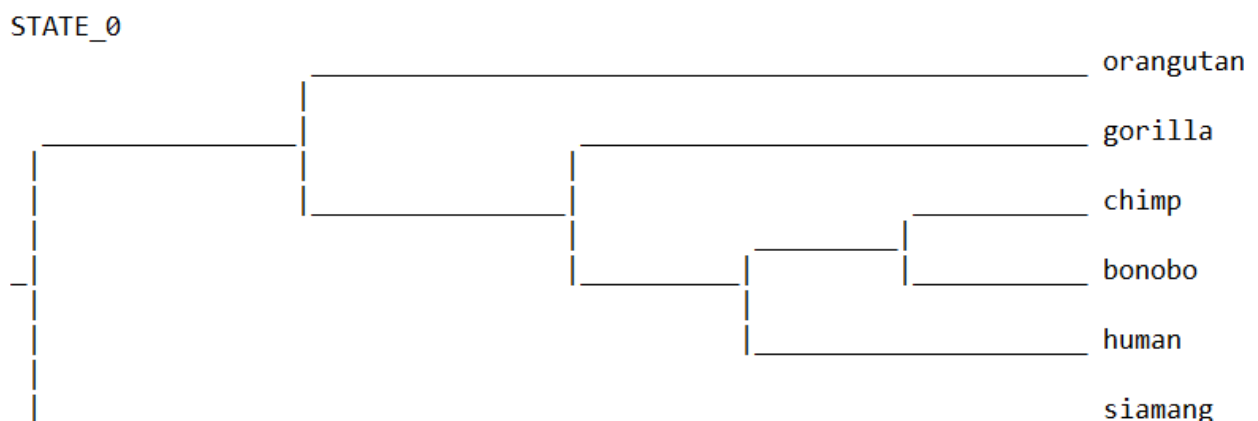 STATE_0
orangutan
gorilla
chimp
bonobo
human
siamang